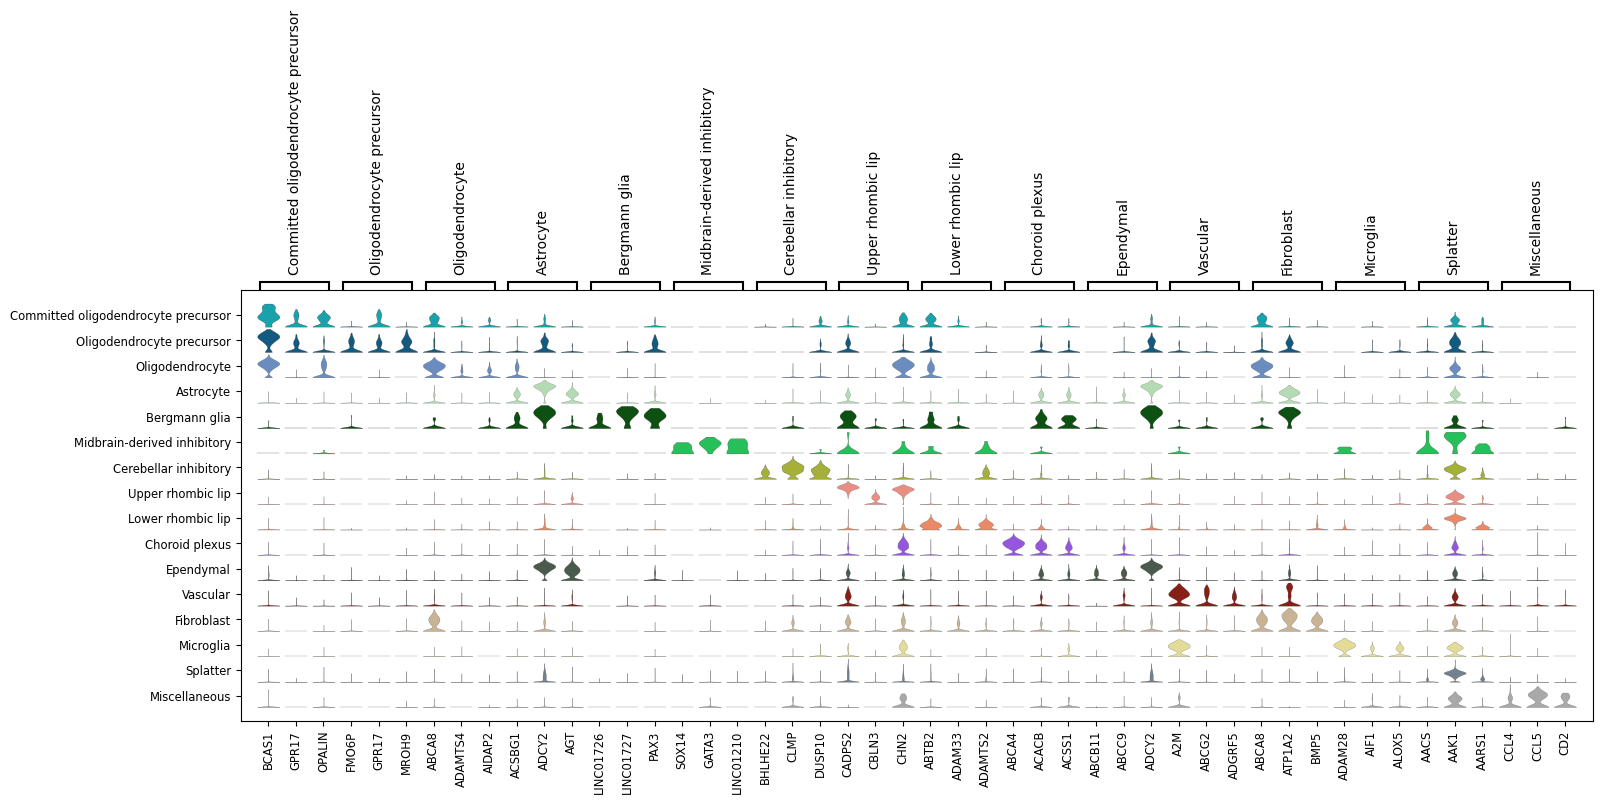 Committed oligodendrocyte precursor
Oligodendrocyte precursor
Oligodendrocyte
Astrocyte
Bergmann glia
Midbrain-derived inhibitory
Cerebellar inhibitory
Upper rhombic lip
Lower rhombic lip
Choroid plexus
Ependymal
Vascular
Fibroblast
Microglia
Splatter
Miscellaneous
Committed oligodendrocyte precursor
Oligodendrocyte precursor
Oligodendrocyte
Astrocyte
Bergmann glia
Midbrain-derived inhibitory
Cerebellar inhibitory
Upper rhombic lip
Lower rhombic lip
Choroid plexus
Ependymal
Vascular
Fibroblast
Microglia
Splatter
Miscellaneous
BCAS1
GPR17
OPALIN
FMO6P
GPR17
MROH9
ABCA8
ADAMTS4
AIDAP2
ACSBG1
ADCY2
AGT
LINC01726
LINC01727
PAX3
SOX14
GATA3
LINC01210
BHLHE22
CLMP
DUSP10
CADPS2
CBLN3
CHN2
ABTB2
ADAM33
ADAMTS2
ABCA4
ACACB
ACSS1
ABCB11
ABCC9
ADCY2
A2M
ABCG2
ADGRF5
ABCA8
ATP1A2
BMP5
ADAM28
AIF1
ALOX5
AACS
AAK1
AARS1
CCL4
CCL5
CD2